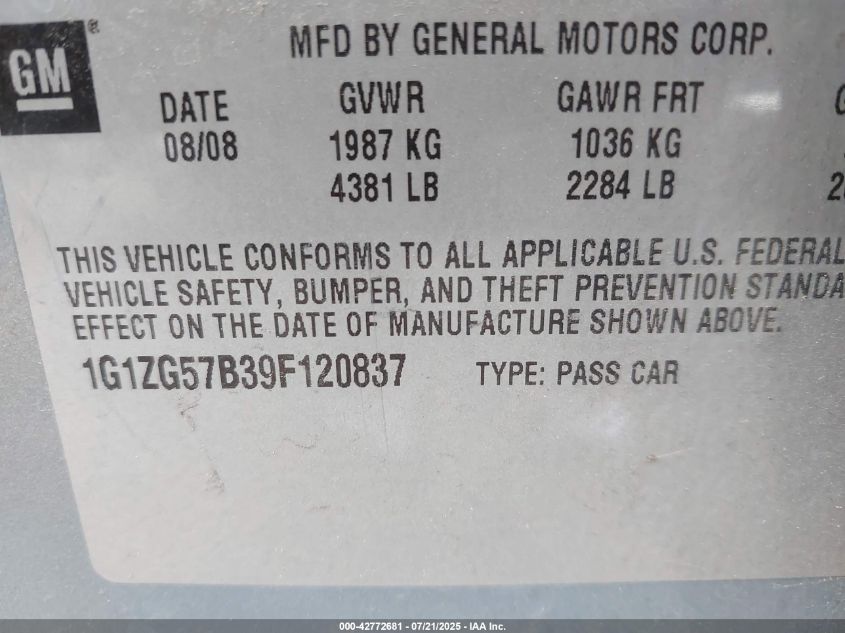 GM ®
MFD BY GENERAL MOTORS CORP.
DATE GVWR GAWR FRT
08/08 1987 KG 1036 KG
4381 LB 2284 LB
THIS VEHICLE CONFORMS TO ALL APPLICABLE U.S. FEDERAL
VEHICLE SAFETY, BUMPER, AND THEFT PREVENTION STANDA
EFFECT ON THE DATE OF MANUFACTURE SHOWN ABOVE.
1G1ZG57B39F120837 TYPE: PASS CAR
000-42772681 - 07/21/2025 - IAA Inc.